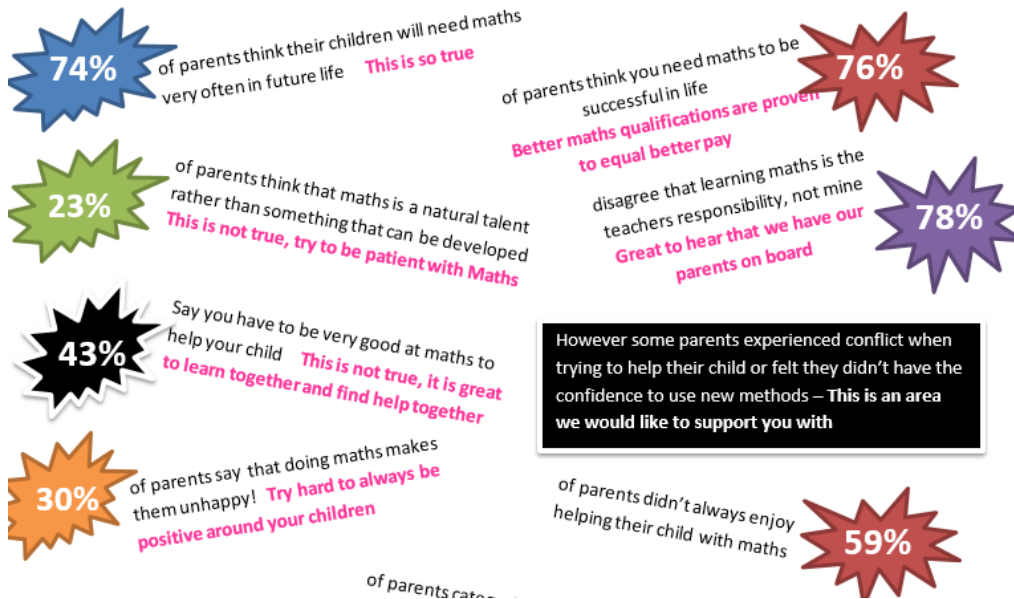 74%
of parents think their children will need maths
very often in future life This is so true
76%
of parents think you need maths to be
successful in life
Better maths qualifications are proven
to equal better pay
23%
of parents think that maths is a natural talent
rather than something that can be developed
This is not true, try to be patient with Maths
78%
disagree that learning maths is the
teachers responsibility, not mine
Great to hear that we have our
parents on board
43%
Say you have to be very good at maths to
help your child This is not true, it is great
to learn together and find help together
However some parents experienced conflict when
trying to help their child or felt they didn't have the
confidence to use new methods – This is an area
we would like to support you with
30%
of parents say that doing maths makes
them unhappy! Try hard to always be
positive around your children
59%
of parents didn't always enjoy
helping their child with maths
of parents